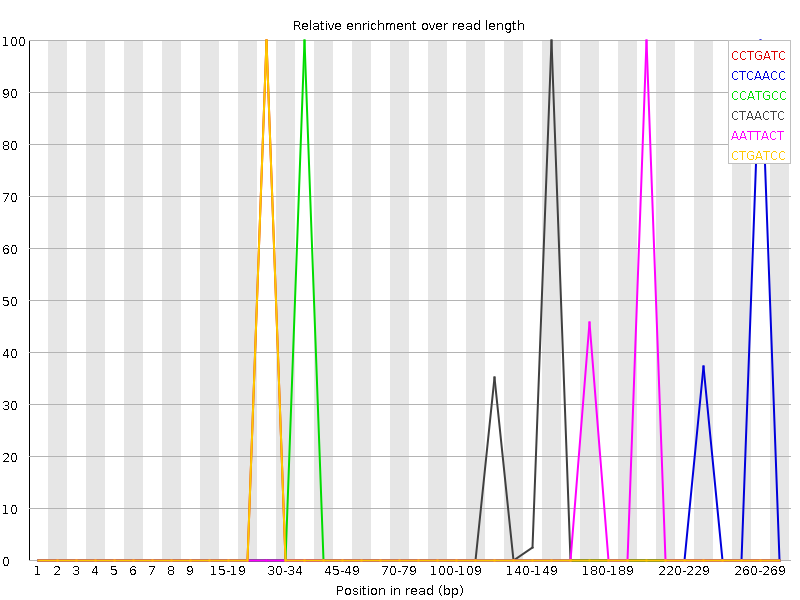 Relative enrichment over read length
100
90
80
70
60
50
40
30
20
10
0
CCTGATC
CTCAACC
CCATGCC
CTAACTC
AATTACT
CTGATCC
1 2 3 4 5 6 7 8 9 15-19 30-34 45-49 70-79 100-109 140-149 180-189 220-229 260-269
Position in read (bp)